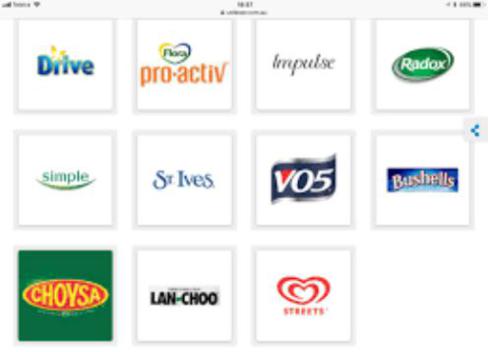 Drive
Flora
pro·activ
Impulse
Radox
simple
St Ives
VO5
Bushells
CHOYSA
LAN-CHOO
STREETS